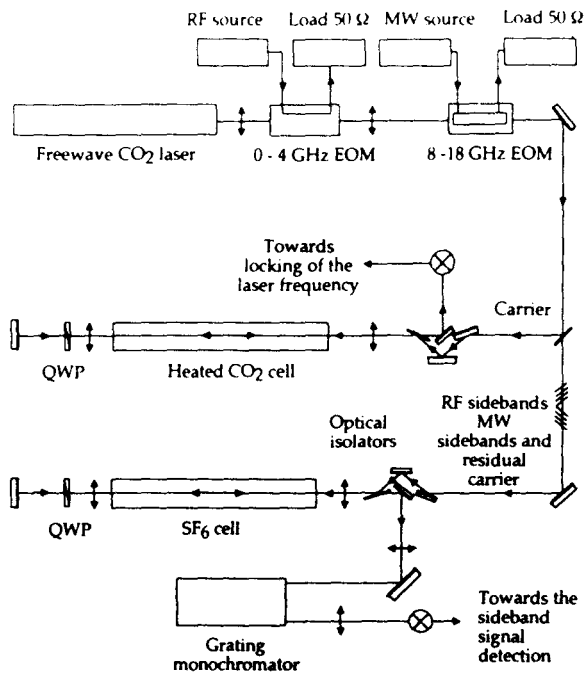 RF source
Load 50 Ω
MW source
Load 50 Ω
Freewave CO2 laser
0 - 4 GHz EOM
8 -18 GHz EOM
Towards
locking of the
laser frequency
Carrier
QWP
Heated CO2 cell
RF sidebands
MW
sidebands and
residual
carrier
Optical
isolators
QWP
SF6 cell
Grating
monochromator
Towards the
sideband
signal
detection